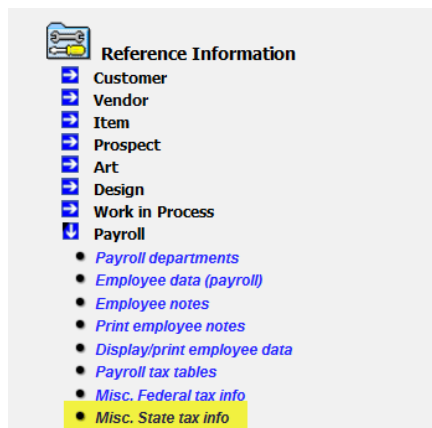 Reference Information
Customer
Vendor
Item
Prospect
Art
Design
Work in Process
Payroll
Payroll departments
Employee data (payroll)
Employee notes
Print employee notes
Display/print employee data
Payroll tax tables
Misc. Federal tax info
Misc. State tax info